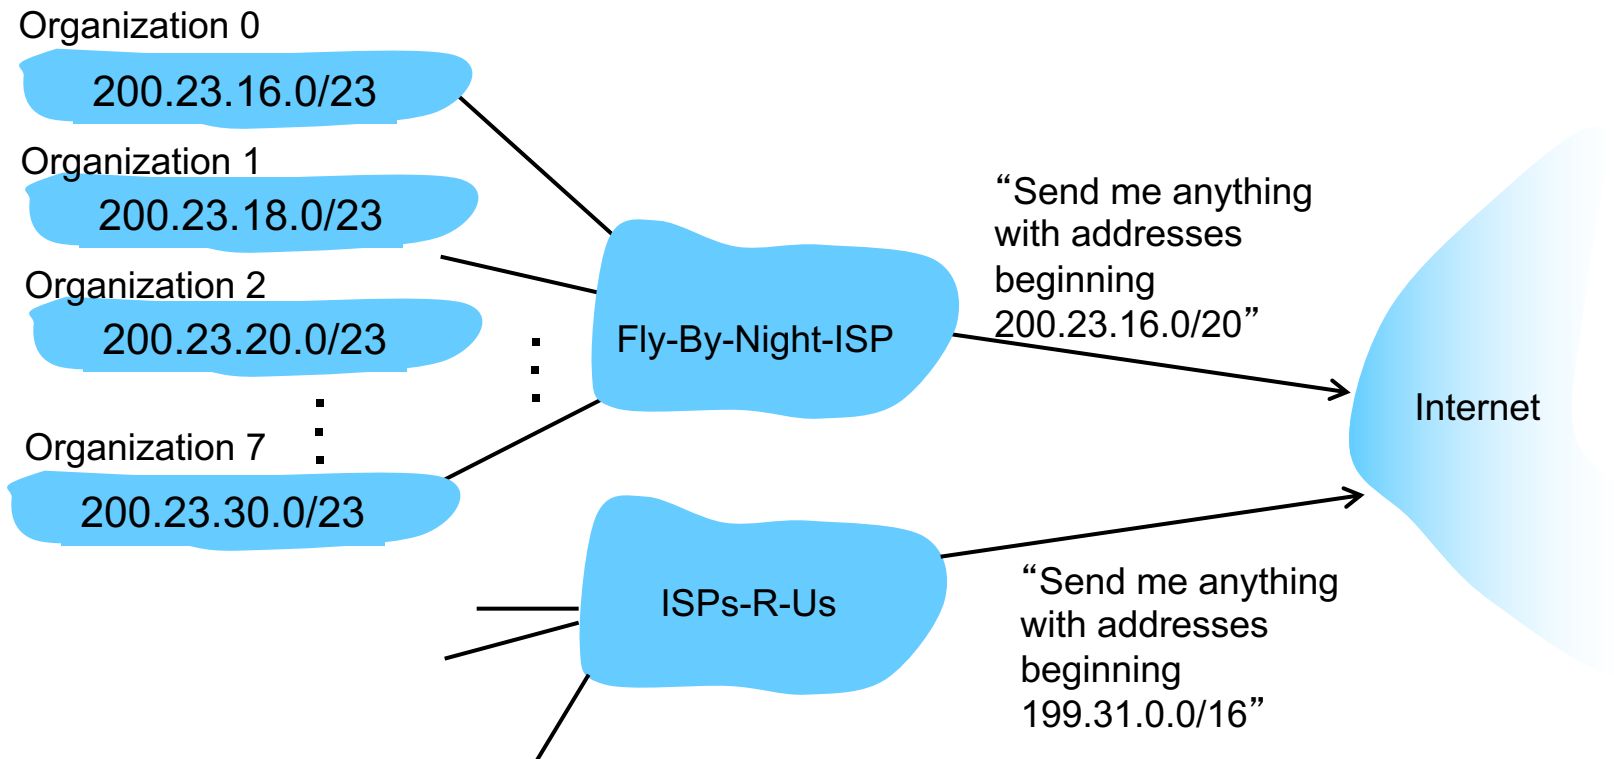 Organization 0
200.23.16.0/23
Organization 1
200.23.18.0/23
Organization 2
200.23.20.0/23
Organization 7
200.23.30.0/23
Fly-By-Night-ISP
“Send me anything
with addresses
beginning
200.23.16.0/20”
Internet
ISPs-R-Us
“Send me anything
with addresses
beginning
199.31.0.0/16”